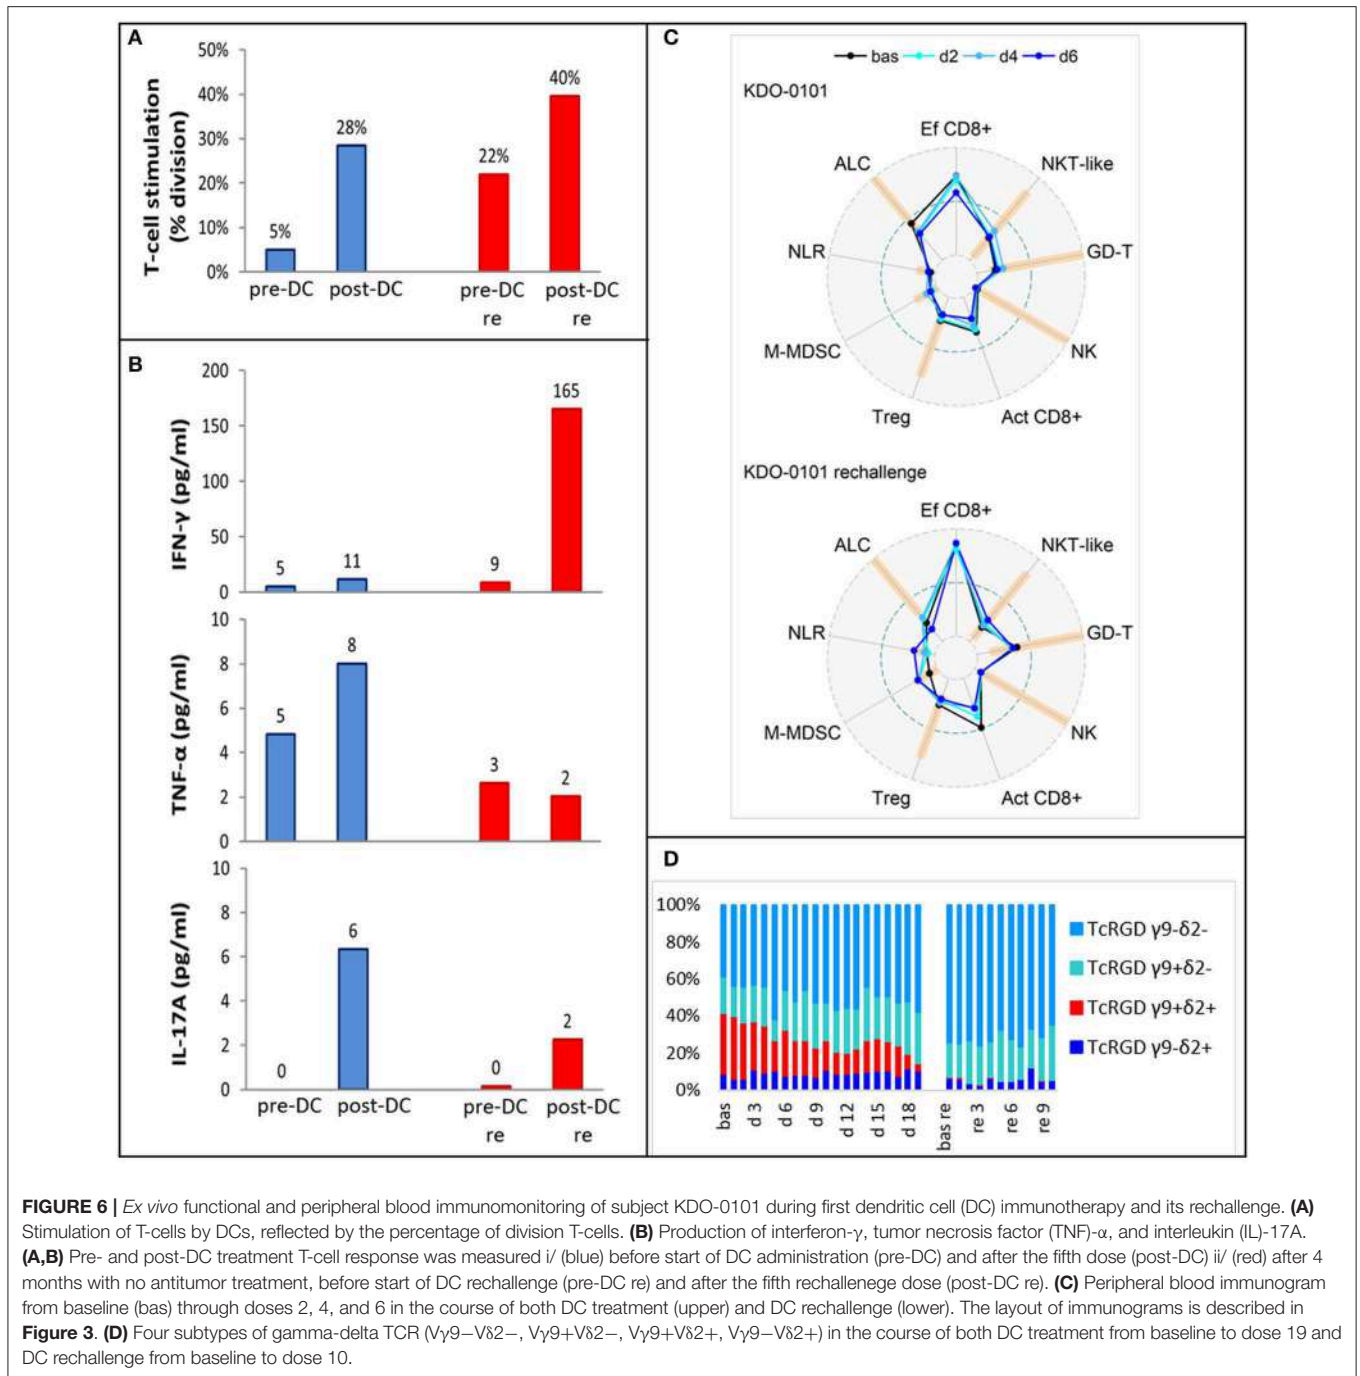 A
50%
40%
30%
20%
10%
0%
T-cell stimulation
(% division)
5%
28%
22%
40%
pre-DC
post-DC
pre-DC
re
post-DC
re
B
200
150
100
50
0
IFN-γ (pg/ml)
5
11
9
165
10
8
6
4
2
0
TNF-α (pg/ml)
5
8
3
2
10
8
6
4
2
0
IL-17A (pg/ml)
0
6
0
2
pre-DC
post-DC
pre-DC
re
post-DC
re
C
bas
d2
d4
d6
KDO-0101
Ef CD8+
NKT-like
GD-T
NK
Act CD8+
Treg
M-MDSC
NLR
ALC
KDO-0101 rechallenge
Ef CD8+
NKT-like
GD-T
NK
Act CD8+
Treg
M-MDSC
NLR
ALC
D
100%
80%
60%
40%
20%
0%
bas
d 3
d 6
d 9
d 12
d 15
d 18
bas re
re 3
re 6
re 9
TcRGD γ9-δ2-
TcRGD γ9+δ2-
TcRGD γ9+δ2+
TcRGD γ9-δ2+
FIGURE 6 | Ex vivo functional and peripheral blood immunomonitoring of subject KDO-0101 during first dendritic cell (DC) immunotherapy and its rechallenge. (A)
Stimulation of T-cells by DCs, reflected by the percentage of division T-cells. (B) Production of interferon-γ, tumor necrosis factor (TNF)-α, and interleukin (IL)-17A.
(A,B) Pre- and post-DC treatment T-cell response was measured i/ (blue) before start of DC administration (pre-DC) and after the fifth dose (post-DC) ii/ (red) after 4
months with no antitumor treatment, before start of DC rechallenge (pre-DC re) and after the fifth rechallenege dose (post-DC re). (C) Peripheral blood immunogram
from baseline (bas) through doses 2, 4, and 6 in the course of both DC treatment (upper) and DC rechallenge (lower). The layout of immunograms is described in
Figure 3. (D) Four subtypes of gamma-delta TCR (Vγ9−Vδ2−, Vγ9+Vδ2−, Vγ9+Vδ2+, Vγ9−Vδ2+) in the course of both DC treatment from baseline to dose 19 and
DC rechallenge from baseline to dose 10.